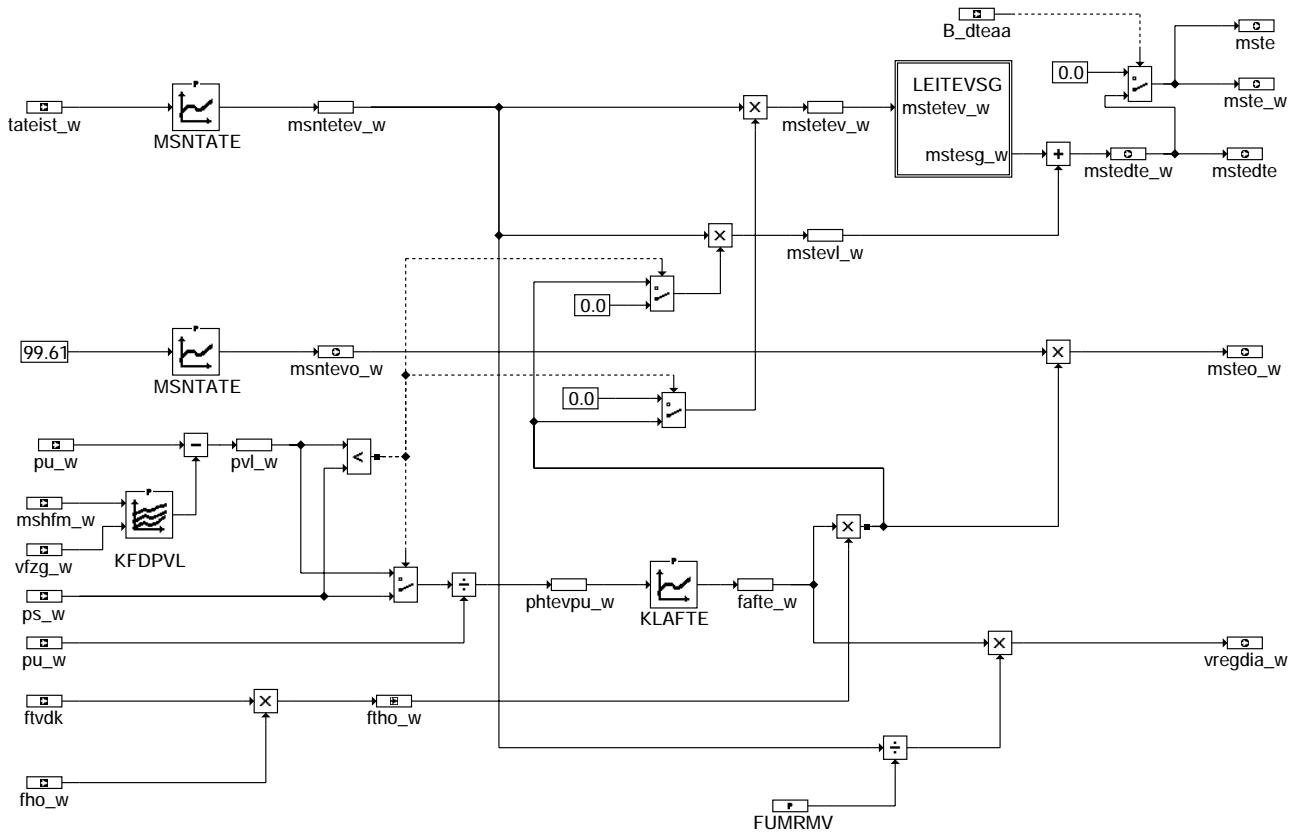 B_dteaa
mste
0.0
mste_w
LEITEVSG
mstetev_w
mstesg_w
P
tateist_w
MSNTATE
msntetev_w
mstetev_w
+
mstedte_w
mstedte
×
×
mstevl_w
0.0
99.61
P
MSNTATE
msntevo_w
×
msteo_w
0.0
pu_w
−
pvl_w
<
mshfm_w
P
vfzg_w
KFDPVL
×
ps_w
÷
phtevpu_w
P
KLAFTE
fafte_w
pu_w
×
vregdia_w
ftvdk
×
ftho_w
÷
fho_w
P
FUMRMV